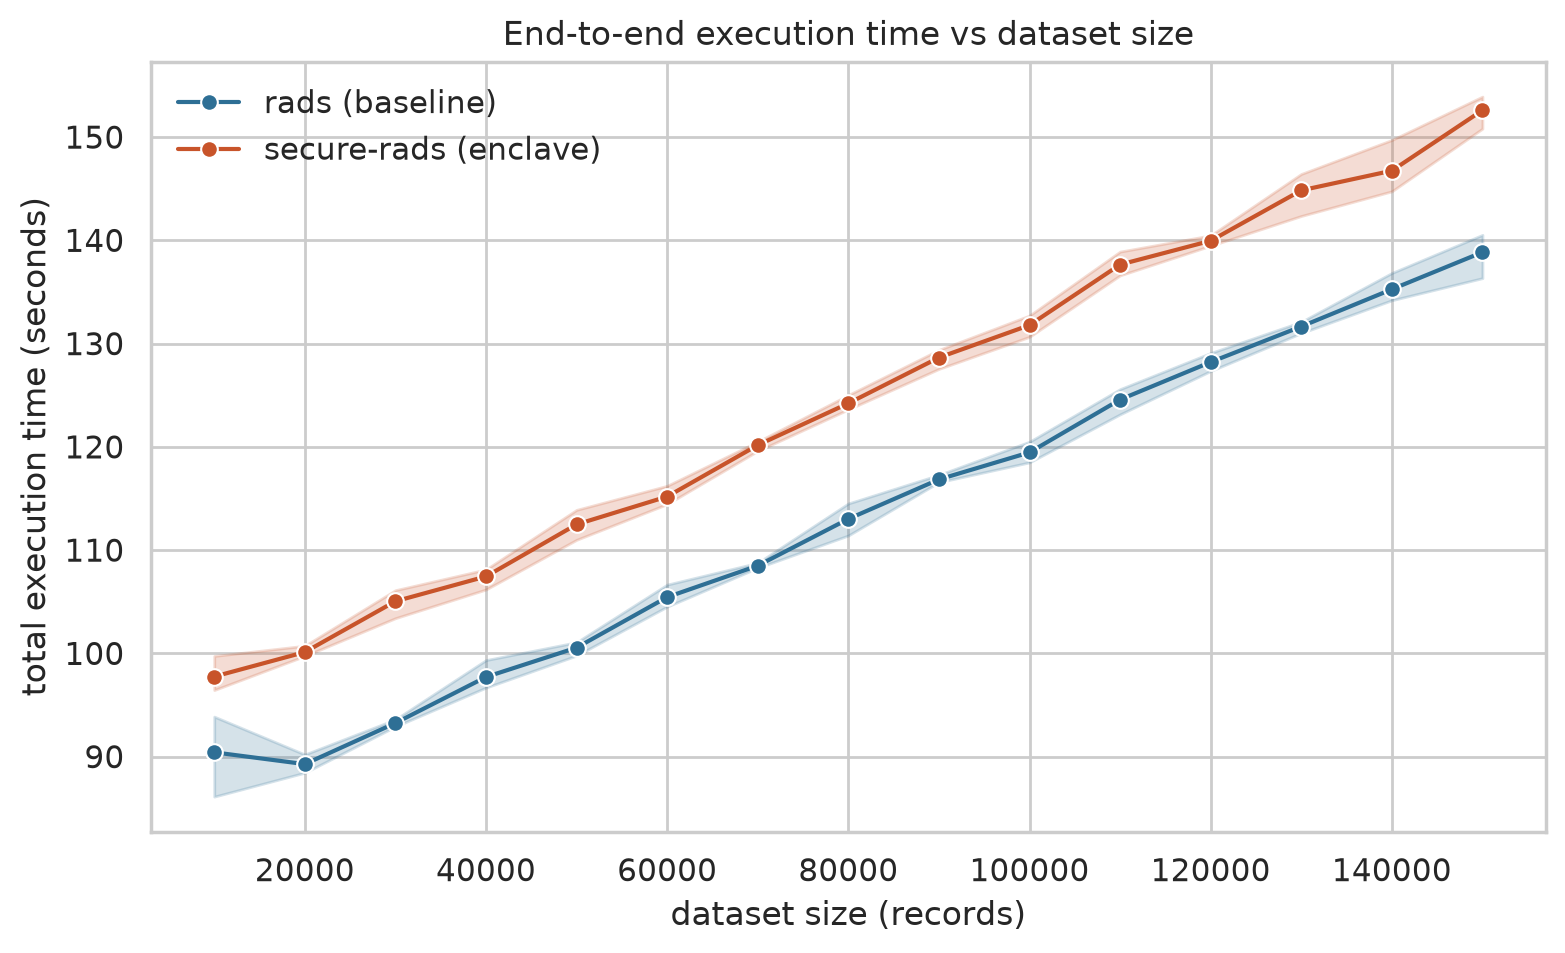 End-to-end execution time vs dataset size
rads (baseline)
secure-rads (enclave)
total execution time (seconds)
150
140
130
120
110
100
90
20000 40000 60000 80000 100000 120000 140000
dataset size (records)